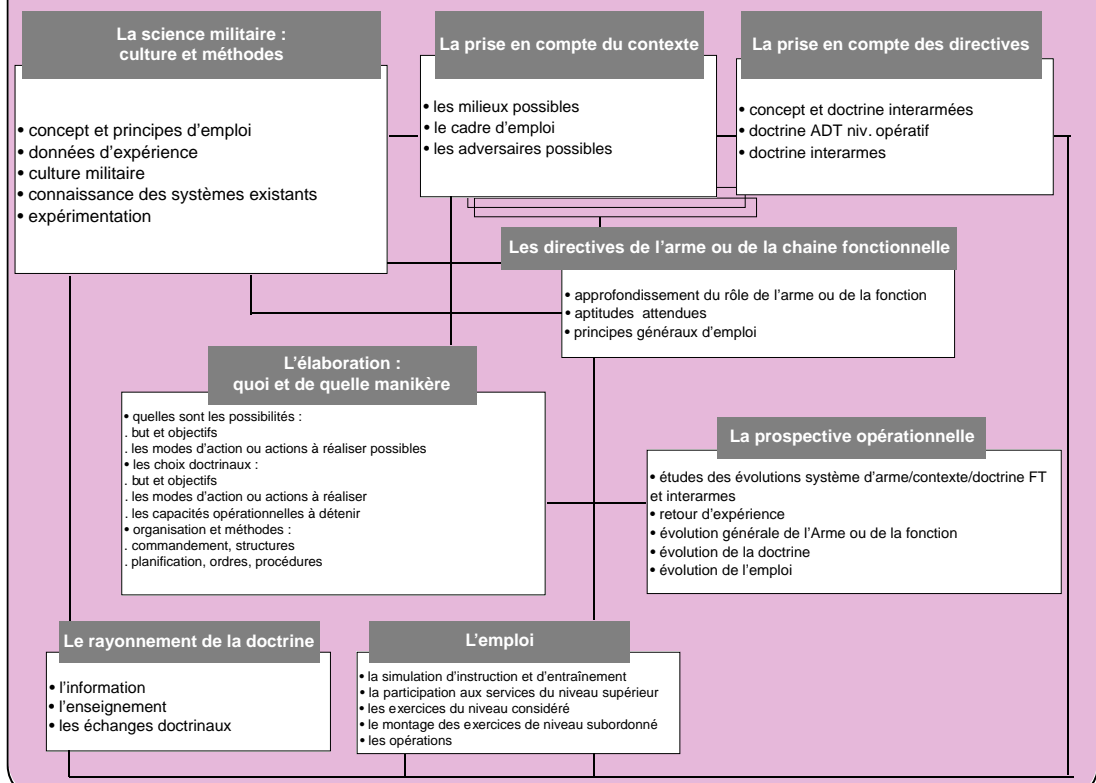 La science militaire :
culture et méthodes
• concept et principes d'emploi
• données d'expérience
• culture militaire
• connaissance des systèmes existants
• expérimentation
La prise en compte du contexte
• les milieux possibles
• le cadre d'emploi
• les adversaires possibles
La prise en compte des directives
• concept et doctrine interarmées
• doctrine ADT niv. opératif
• doctrine interarmes
Les directives de l'arme ou de la chaine fonctionnelle
• approfondissement du rôle de l'arme ou de la fonction
• aptitudes attendues
• principes généraux d'emploi
L'élaboration :
quoi et de quelle manikère
• quelles sont les possibilités :
. but et objectifs
. les modes d'action ou actions à réaliser possibles
• les choix doctrinaux :
. but et objectifs
. les modes d'action ou actions à réaliser
. les capacités opérationnelles à détenir
• organisation et méthodes :
. commandement, structures
. planification, ordres, procédures
La prospective opérationnelle
• études des évolutions système d'arme/contexte/doctrine FT
et interarmes
• retour d'expérience
• évolution générale de l'Arme ou de la fonction
• évolution de la doctrine
• évolution de l'emploi
Le rayonnement de la doctrine
• l'information
• l'enseignement
• les échanges doctrinaux
L'emploi
• la simulation d'instruction et d'entraînement
• la participation aux services du niveau supérieur
• les exercices du niveau considéré
• le montage des exercices de niveau subordonné
• les opérations